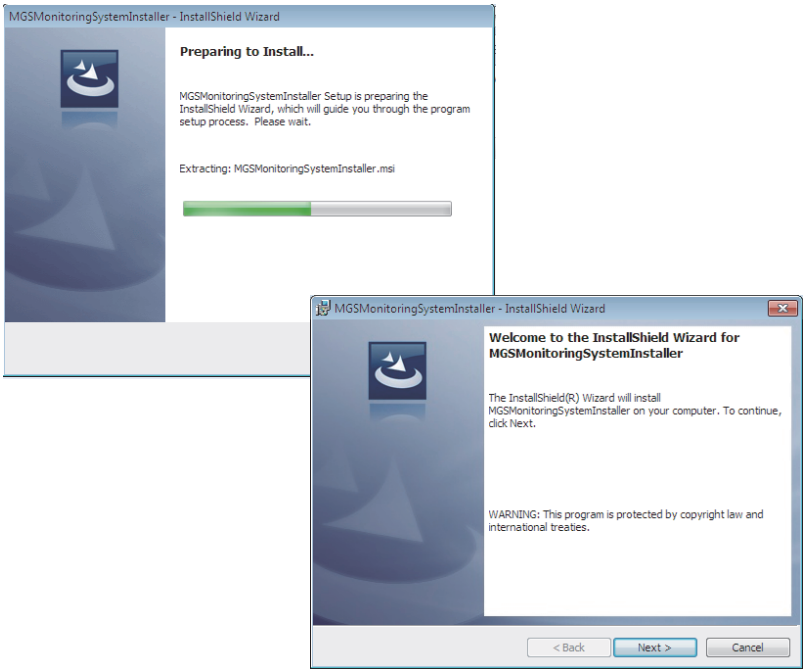 MGSMonitoringSystemInstaller - InstallShield Wizard
Preparing to Install...
MGSMonitoringSystemInstaller Setup is preparing the
InstallShield Wizard, which will guide you through the program
setup process. Please wait.
Extracting: MGSMonitoringSystemInstaller.msi
MGSMonitoringSystemInstaller - InstallShield Wizard
Welcome to the InstallShield Wizard for
MGSMonitoringSystemInstaller
The InstallShield(R) Wizard will install
MGSMonitoringSystemInstaller on your computer. To continue,
click Next.
WARNING: This program is protected by copyright law and
international treaties.
< Back Next > Cancel